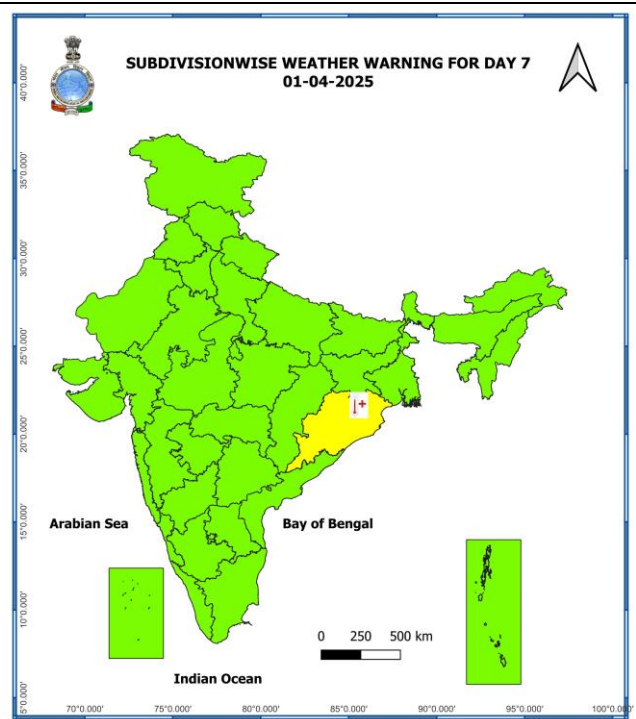 SUBDIVISIONWISE WEATHER WARNING FOR DAY 7
01-04-2025
40°0.000'
35°0.000'
30°0.000'
25°0.000'
20°0.000'
15°0.000'
10°0.000'
5°0.000'
Arabian Sea
Bay of Bengal
0 250 500 km
Indian Ocean
70°0.000' 75°0.000' 80°0.000' 85°0.000' 90°0.000' 95°0.000' 100°0.000'